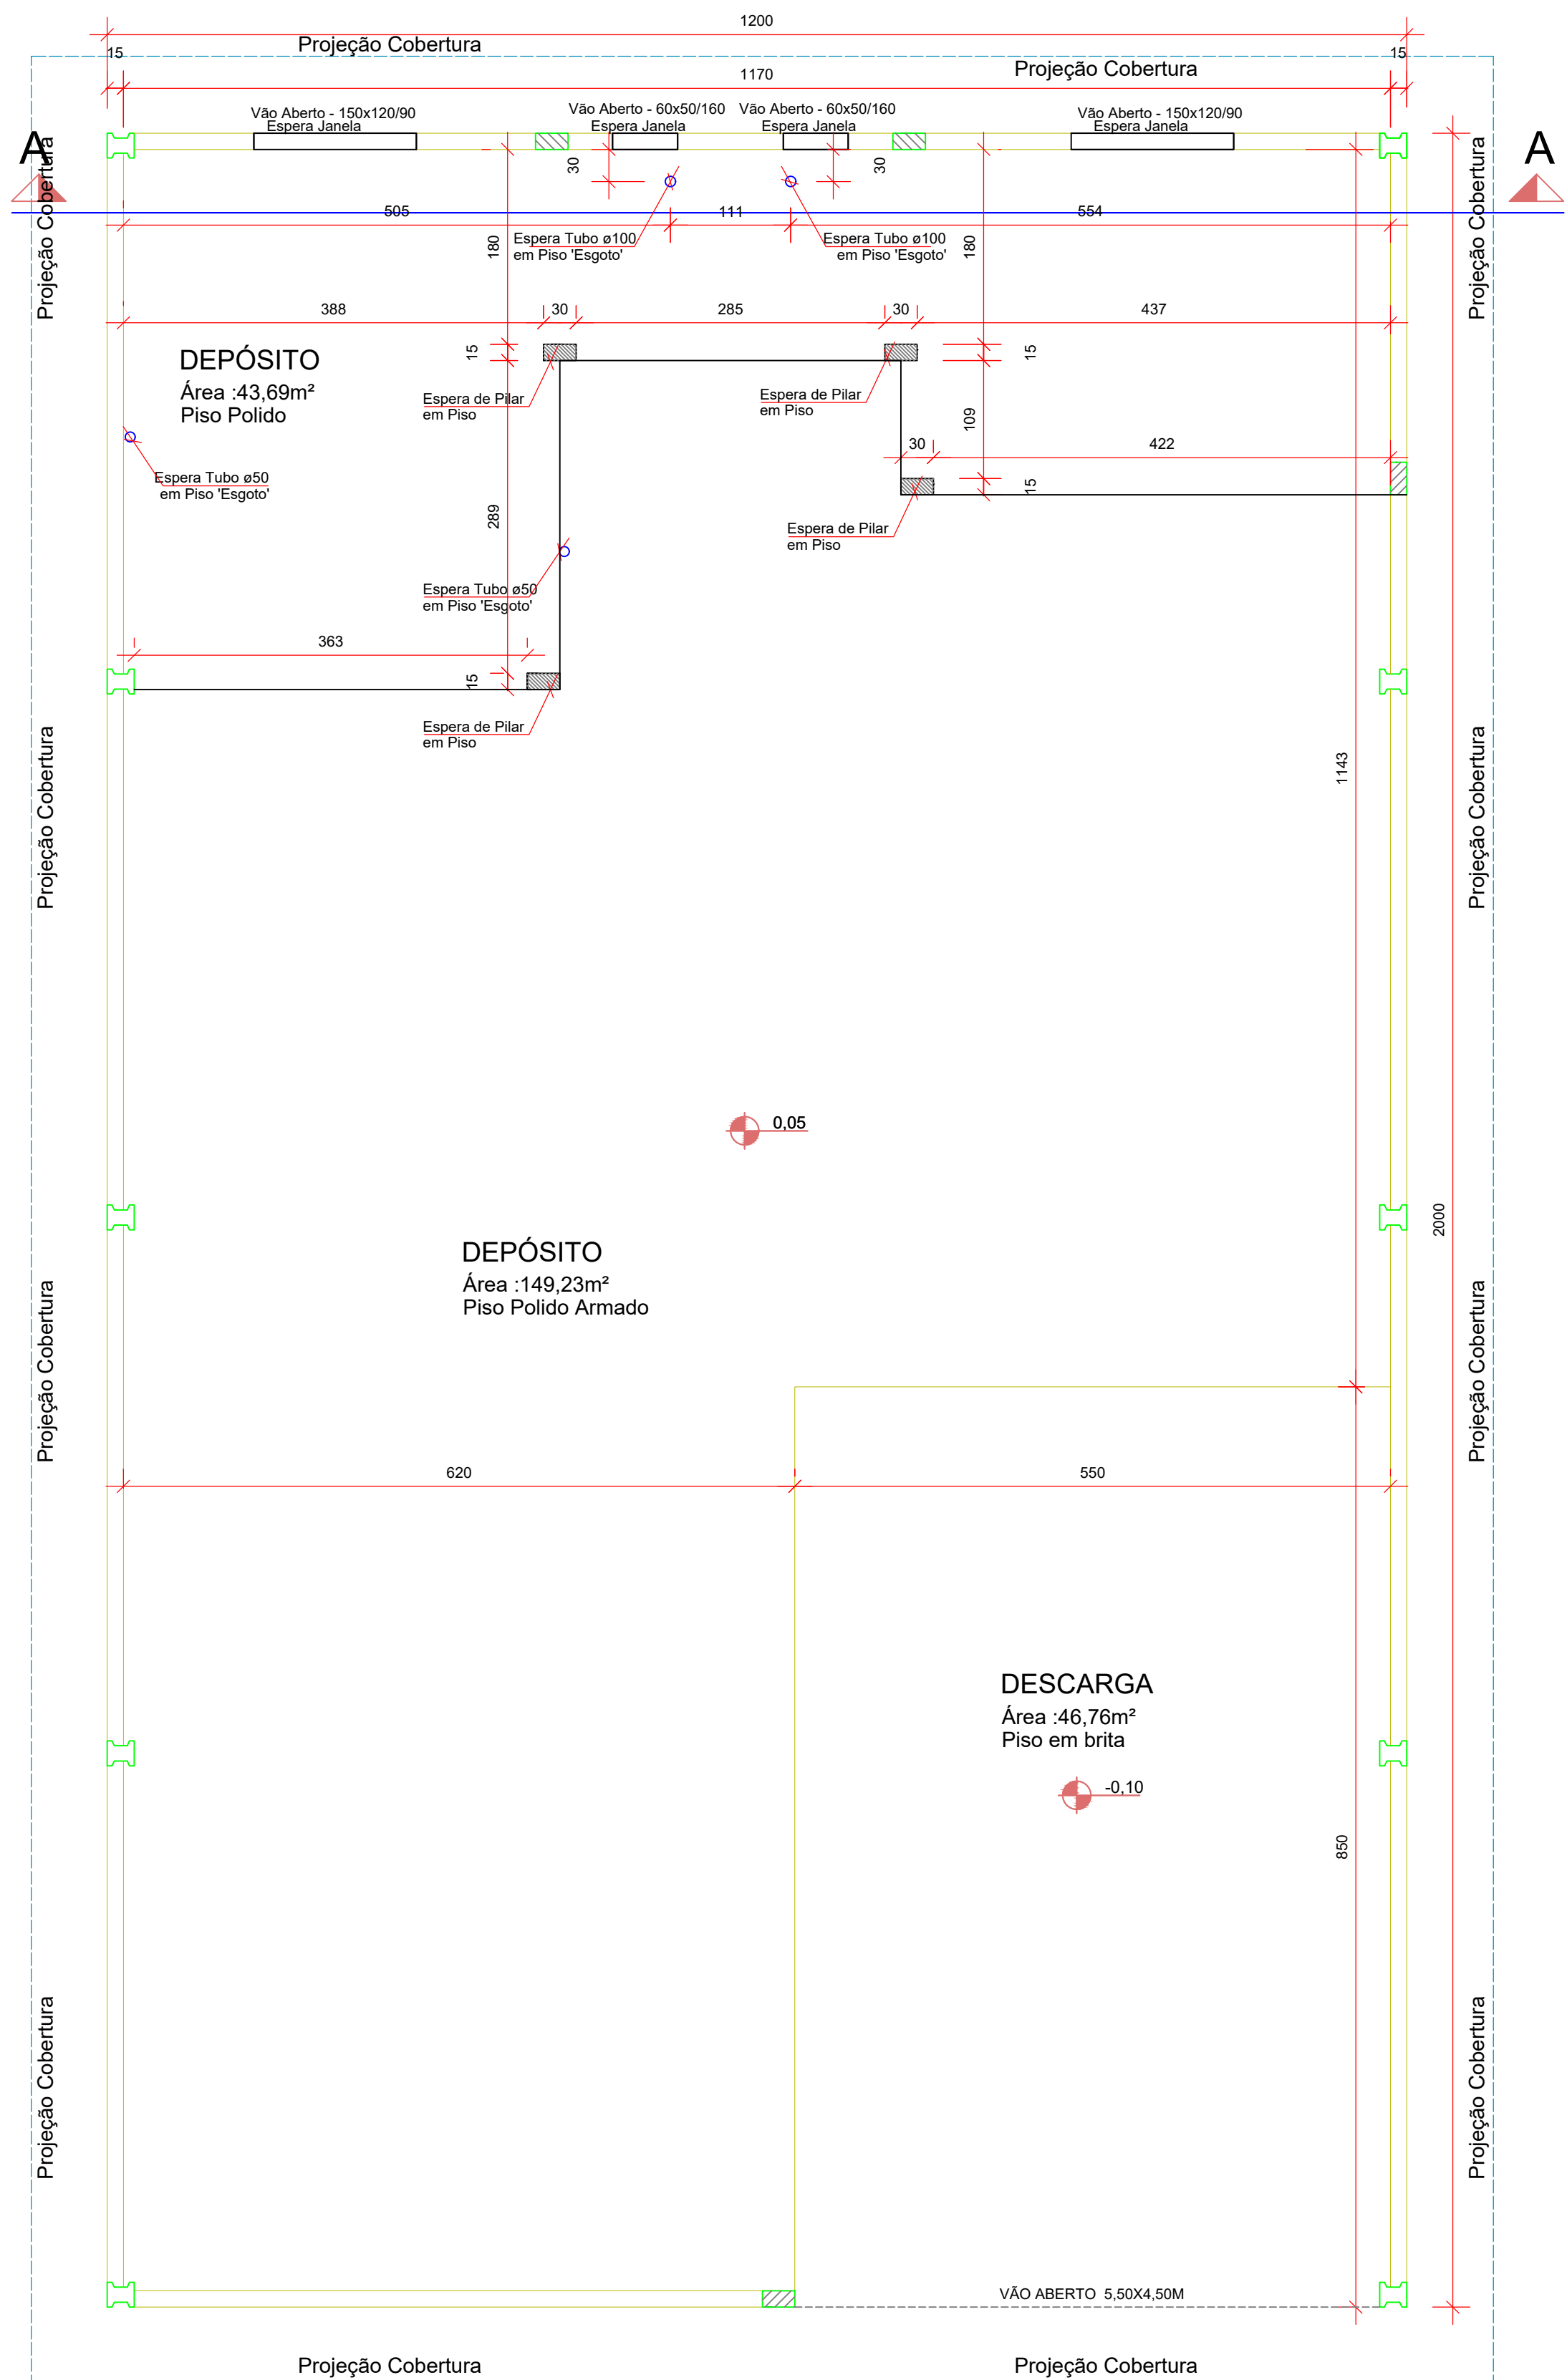 1200
Projeção Cobertura
15
15
Projeção Cobertura
1170
Vão Aberto - 150x120/90
Espera Janela
Vão Aberto - 60x50/160
Espera Janela
Vão Aberto - 60x50/160
Espera Janela
Vão Aberto - 150x120/90
Espera Janela
A
A
Projeção Cobertura
Projeção Cobertura
30
30
505
111
554
180
180
Espera Tubo ø100
em Piso 'Esgoto'
Espera Tubo ø100
em Piso 'Esgoto'
388
30
285
30
437
15
15
DEPÓSITO
Área :43,69m²
Piso Polido
Espera de Pilar
em Piso
Espera de Pilar
em Piso
109
30
422
Espera Tubo ø50
em Piso 'Esgoto'
15
289
Espera de Pilar
em Piso
Espera Tubo ø50
em Piso 'Esgoto'
363
15
Espera de Pilar
em Piso
1143
Projeção Cobertura
Projeção Cobertura
0,05
2000
DEPÓSITO
Área :149,23m²
Piso Polido Armado
Projeção Cobertura
Projeção Cobertura
620
550
DESCARGA
Área :46,76m²
Piso em brita
-0,10
850
Projeção Cobertura
Projeção Cobertura
VÃO ABERTO 5,50X4,50M
Projeção Cobertura
Projeção Cobertura